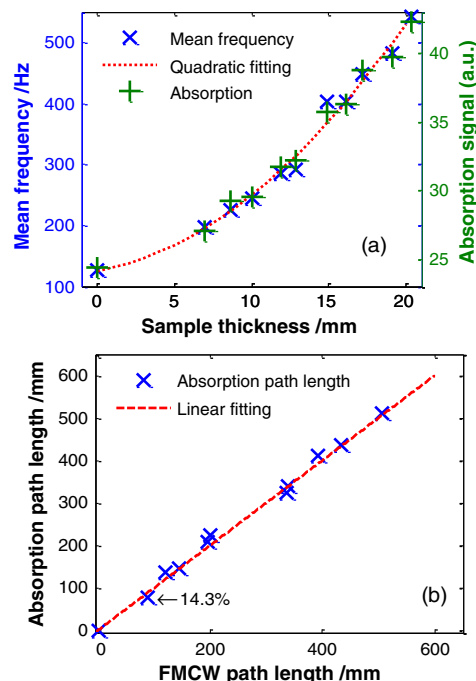 Mean frequency /Hz
550
500
400
300
200
100
Mean frequency
Quadratic fitting
Absorption
(a)
40
35
30
25
Absorption signal (a.u.)
0 5 10 15 20
Sample thickness /mm
Absorption path length /mm
600
500
400
300
200
100
0
Absorption path length
Linear fitting
←14.3%
(b)
0 200 400 600
FMCW path length /mm